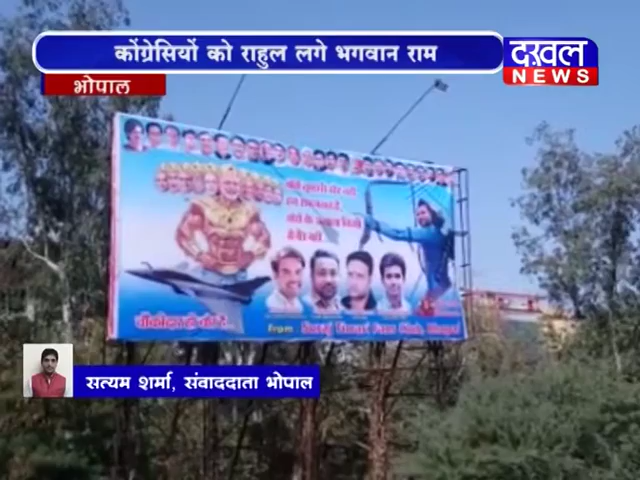 कोंग्रेसियों को राहुल लगे भगवान राम
दखल
NEWS
भोपाल
चौकीदार ही चोर है...
from Suraj Tiwari Fans Club, Bhopal
सत्यम शर्मा, संवाददाता भोपाल